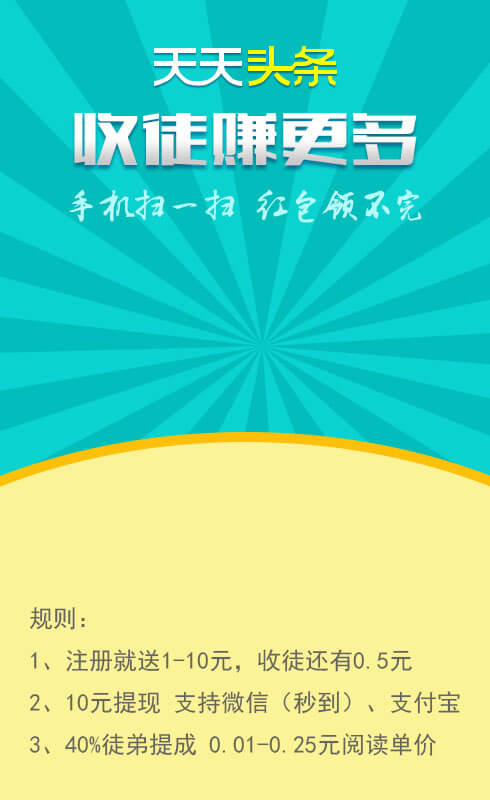 天天头条
收徒赚更多
手机扫一扫 红包领不完
规则：
1、注册就送1-10元，收徒还有0.5元
2、10元提现 支持微信（秒到）、支付宝
3、40%徒弟提成 0.01-0.25元阅读单价